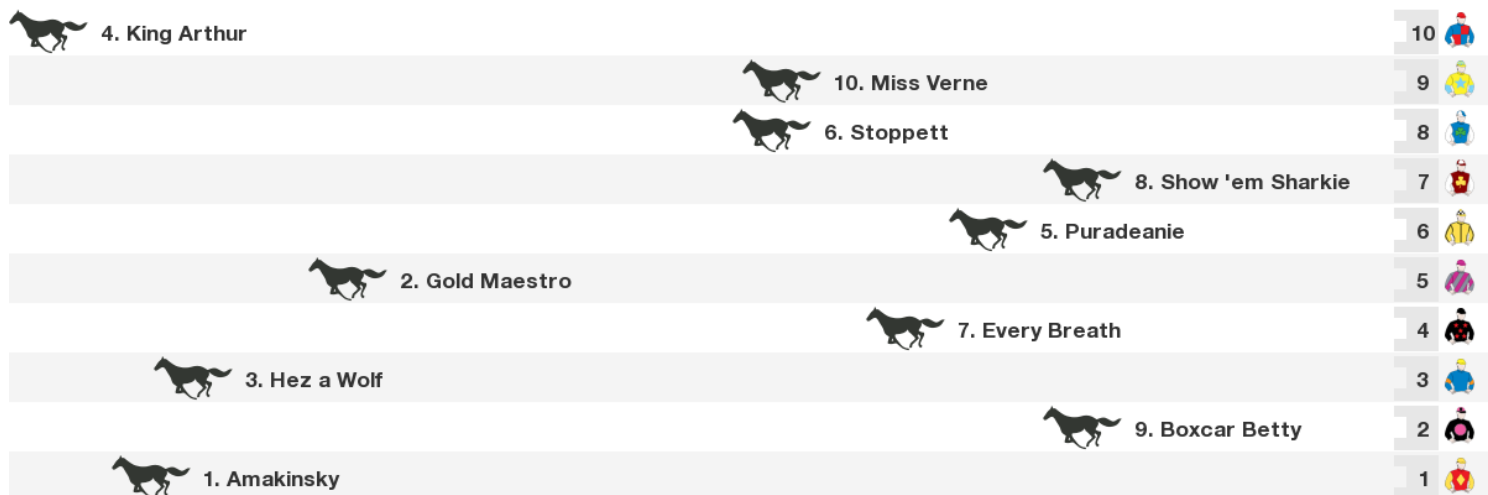 4. King Arthur 10
10. Miss Verne 9
6. Stoppett 8
8. Show 'em Sharkie 7
5. Puradeanie 6
2. Gold Maestro 5
7. Every Breath 4
3. Hez a Wolf 3
9. Boxcar Betty 2
1. Amakinsky 1